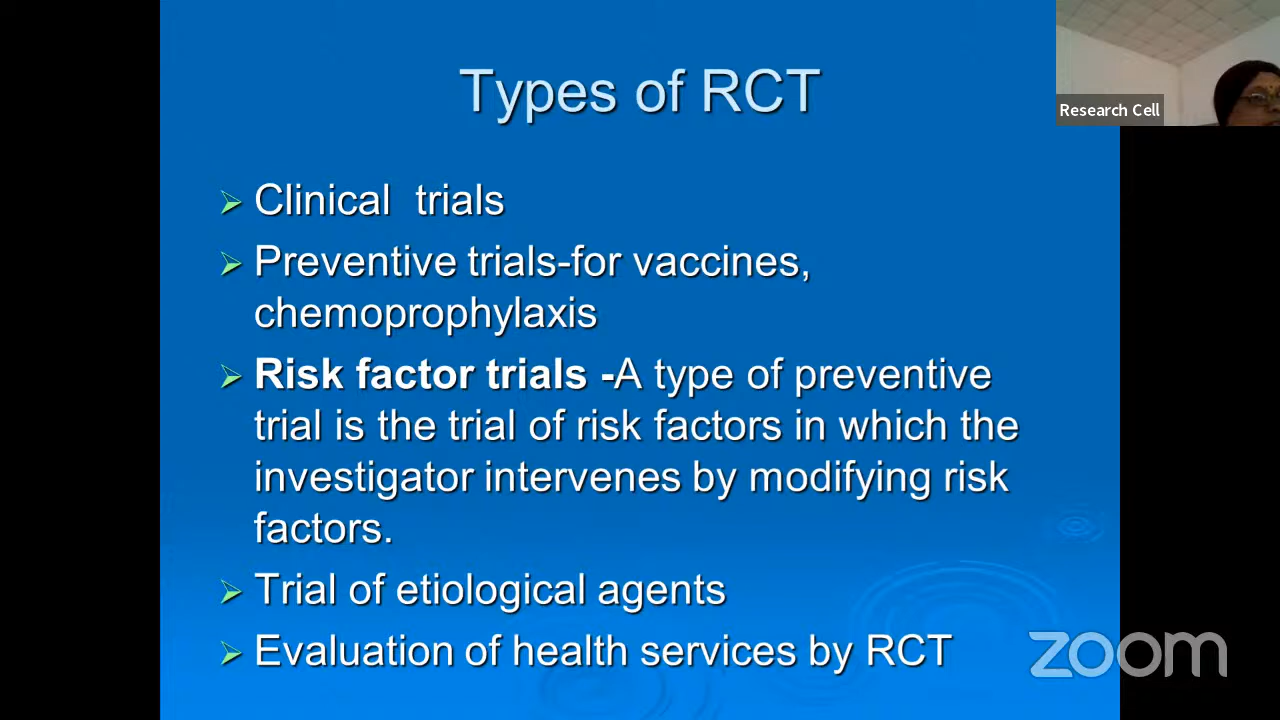 Types of RCT
Research Cell
Clinical trials
Preventive trials-for vaccines,
chemoprophylaxis
Risk factor trials -A type of preventive
trial is the trial of risk factors in which the
investigator intervenes by modifying risk
factors.
Trial of etiological agents
Evaluation of health services by RCT
zoom